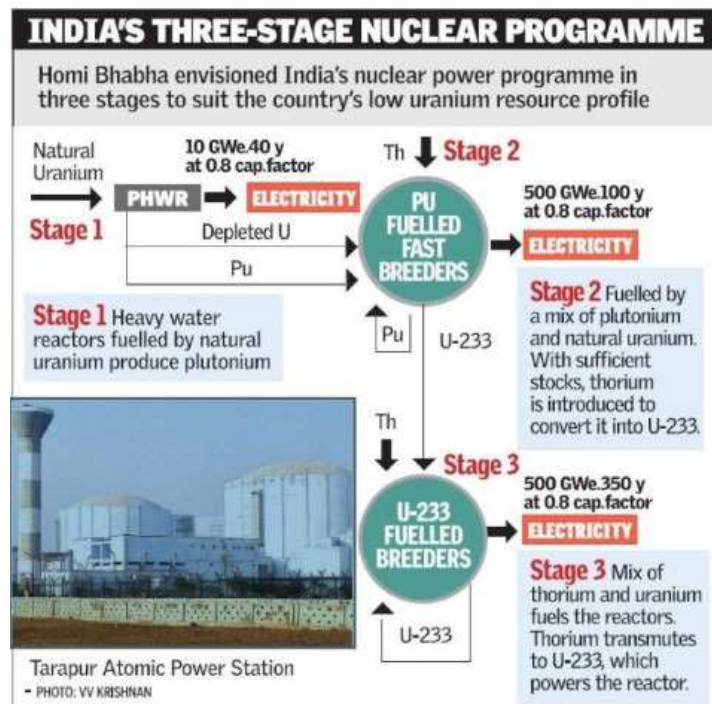 INDIA'S THREE-STAGE NUCLEAR PROGRAMME
Homi Bhabha envisioned India's nuclear power programme in
three stages to suit the country's low uranium resource profile
Natural
Uranium
Stage 1
PHWR
10 GWe.40 y
at 0.8 cap.factor
ELECTRICITY
Depleted U
Pu
Th
Stage 2
PU
FUELLED
FAST
BREEDERS
500 GWe.100 y
at 0.8 cap.factor
ELECTRICITY
Stage 1 Heavy water
reactors fuelled by natural
uranium produce plutonium
Pu
U-233
Stage 2 Fuelled by
a mix of plutonium
and natural uranium.
With sufficient
stocks, thorium
is introduced to
convert it into U-233.
Th
Stage 3
U-233
FUELLED
BREEDERS
500 GWe.350 y
at 0.8 cap.factor
ELECTRICITY
U-233
Stage 3 Mix of
thorium and uranium
fuels the reactors.
Thorium transmutes
to U-233, which
powers the reactor.
Tarapur Atomic Power Station
- PHOTO: VV KRISHNAN